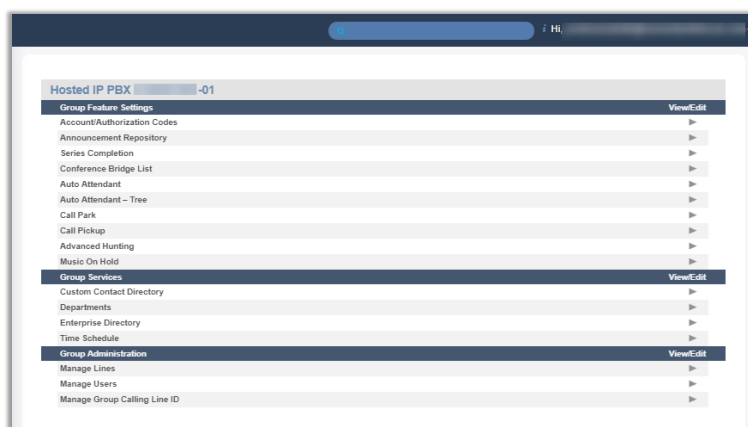 i Hi,
Hosted IP PBX -01
Group Feature Settings View/Edit
Account/Authorization Codes
Announcement Repository
Series Completion
Conference Bridge List
Auto Attendant
Auto Attendant – Tree
Call Park
Call Pickup
Advanced Hunting
Music On Hold
Group Services View/Edit
Custom Contact Directory
Departments
Enterprise Directory
Time Schedule
Group Administration View/Edit
Manage Lines
Manage Users
Manage Group Calling Line ID